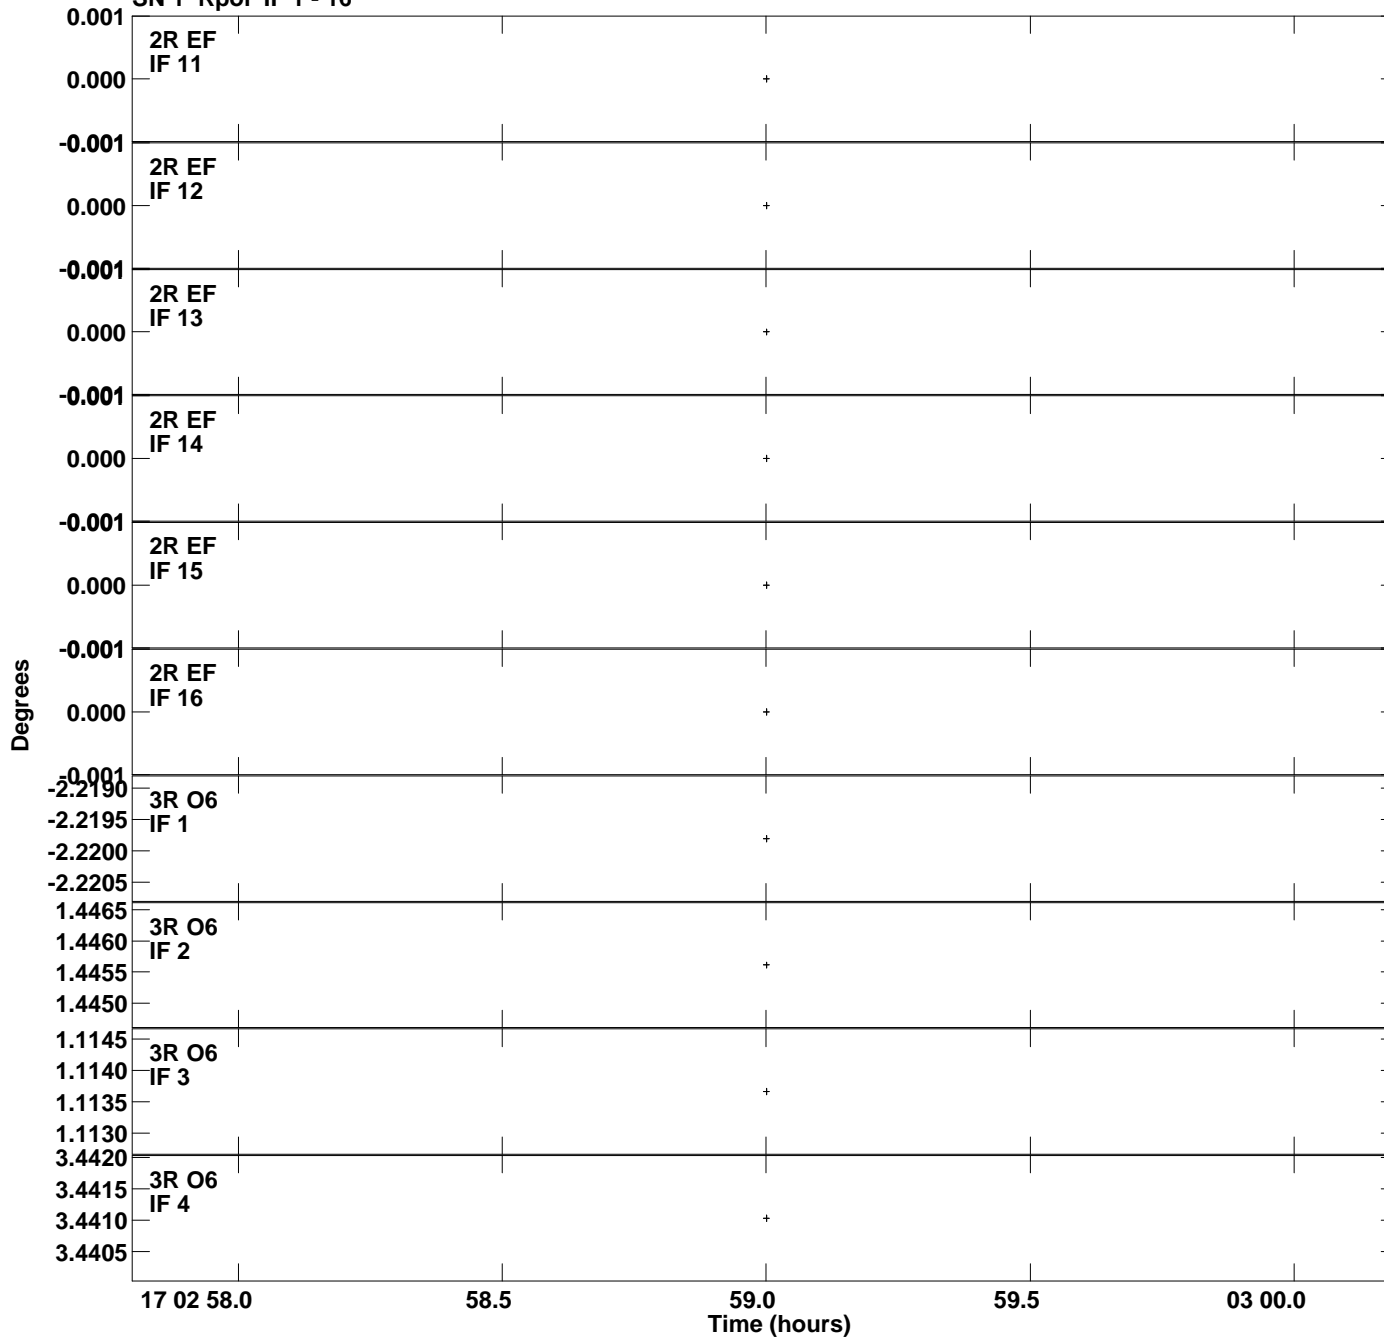 SN 1 Rpol IF 1 - 16
0.001
2R EF
IF 11
0.000
-0.001
2R EF
IF 12
0.000
-0.001
2R EF
IF 13
0.000
-0.001
2R EF
IF 14
0.000
-0.001
2R EF
IF 15
0.000
-0.001
2R EF
IF 16
0.000
-0.001
Degrees
-2.2190
3R O6
-2.2195
IF 1
-2.2200
-2.2205
1.4465
3R O6
1.4460
IF 2
1.4455
1.4450
1.1145
3R O6
1.1140
IF 3
1.1135
1.1130
3.4420
3R O6
3.4415
IF 4
3.4410
3.4405
17 02 58.0 58.5 59.0 59.5 03 00.0
Time (hours)